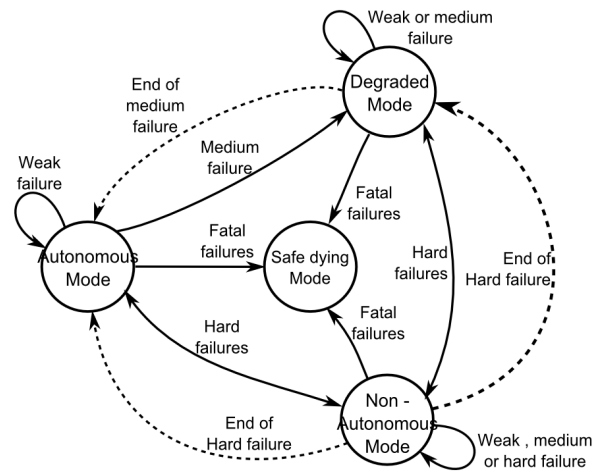 Weak or medium
failure
Degraded
Mode
End of
medium
failure
Medium
failure
Weak
failure
Fatal
failures
Fatal
failures
Autonomous
Mode
Safe dying
Mode
Hard
failures
End of
Hard failure
Fatal
failures
Hard
failures
Non -
Autonomous
Mode
End of
Hard failure
Weak , medium
or hard failure